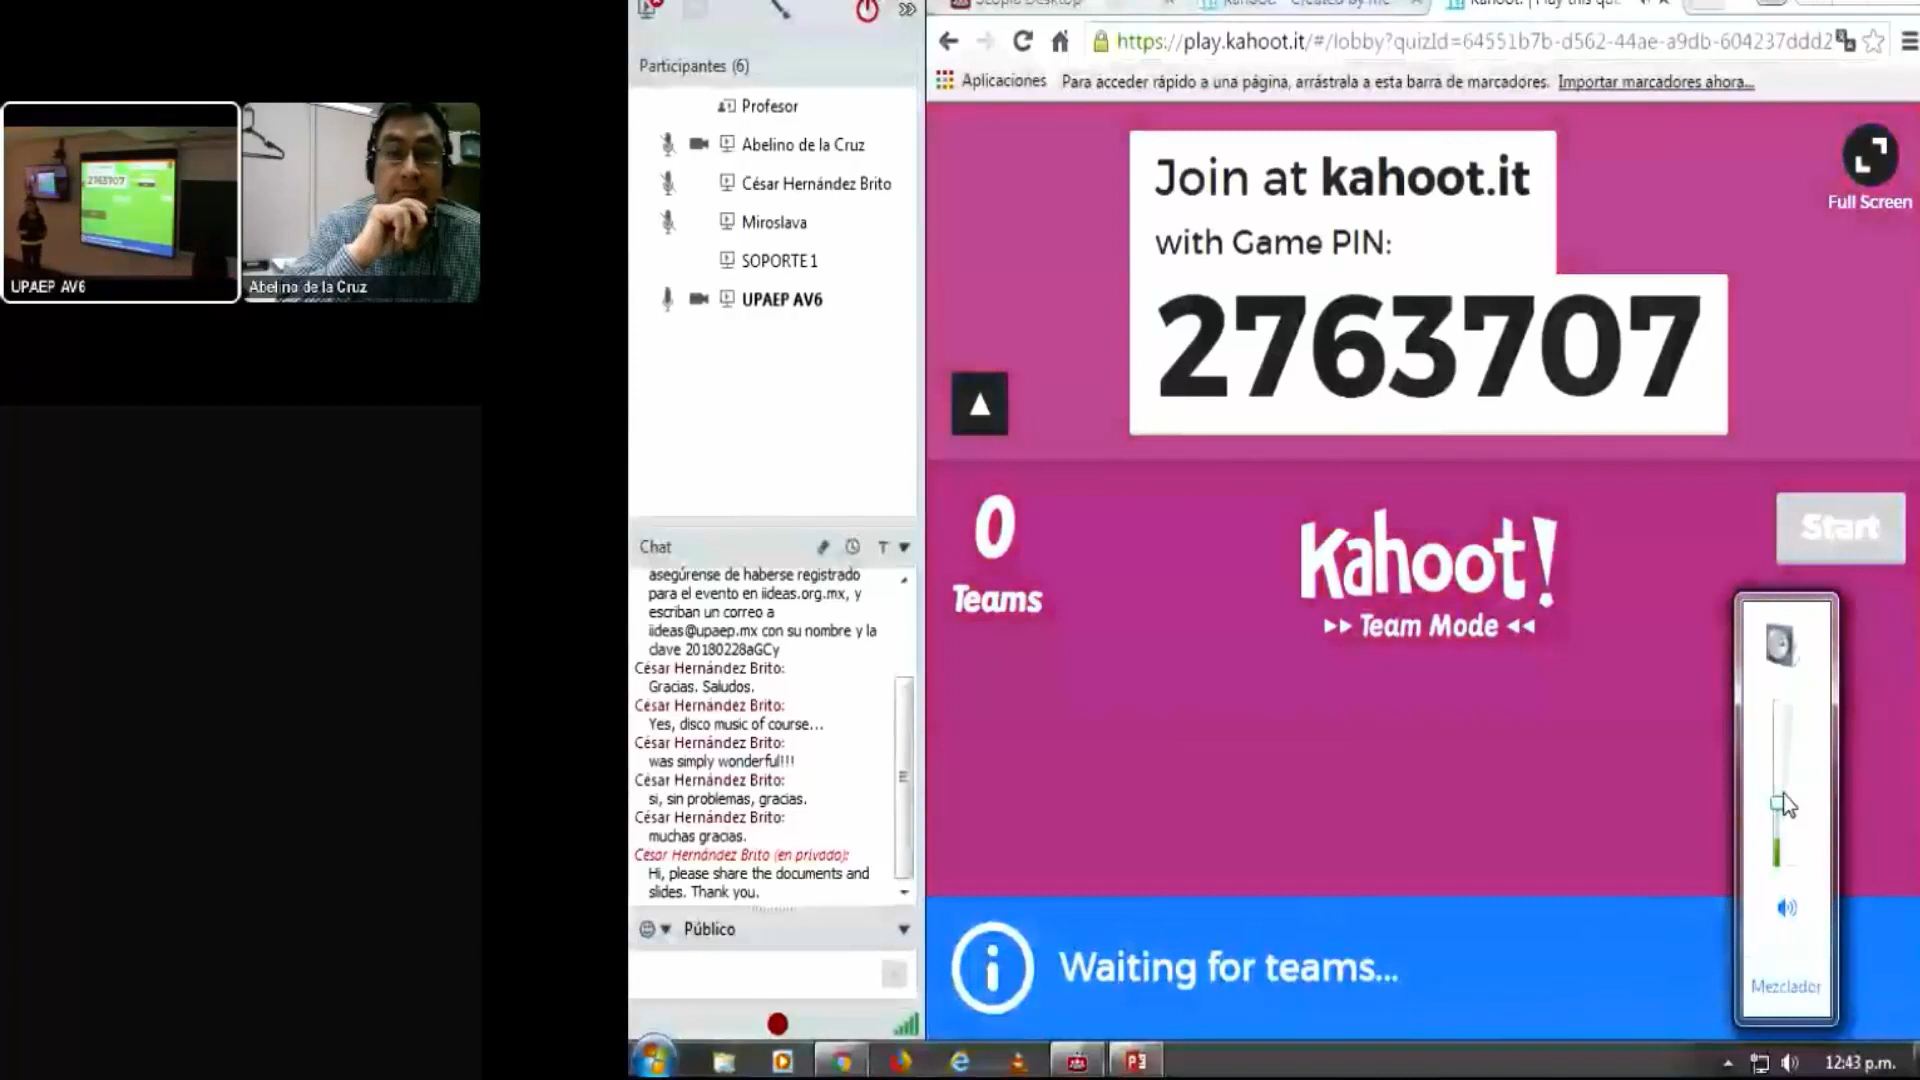 2763707
UPAEP AV6
Abelino de la Cruz
Participantes (6)
Profesor
Abelino de la Cruz
César Hernández Brito
Miroslava
SOPORTE1
UPAEP AV6
Chat
T
asegúrense de haberse registrado
para el evento en iideas.org.mx, y
escriban un correo a
iideas@upaep.mx con su nombre y la
clave 20180228aGCy
César Hernández Brito:
Gracias. Saludos.
César Hernández Brito:
Yes, disco music of course...
César Hernández Brito:
was simply wonderful!!!
César Hernández Brito:
si, sin problemas, gracias.
César Hernández Brito:
muchas gracias.
César Hernández Brito (en privado):
Hi, please share the documents and
slides. Thank you.
Público
Scopia Desktop
https://play.kahoot.it/#/lobby?quizId=64551b7b-d562-44ae-a9db-604237ddd2
Aplicaciones Para acceder rápido a una página, arrástrala a esta barra de marcadores. Importar marcadores ahora...
Join at kahoot.it
with Game PIN:
2763707
Full Screen
0
Teams
Kahoot!
Team Mode
Start
Waiting for teams...
Mezclador
12:43 p.m.